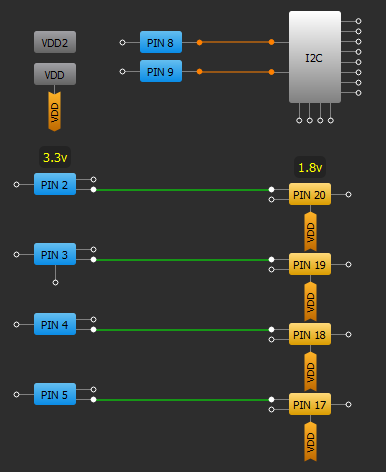 VDD2
PIN 8
I2C
VDD
PIN 9
VDD
3.3v
1.8v
PIN 2
PIN 20
VDD
PIN 3
PIN 19
VDD
PIN 4
PIN 18
VDD
PIN 5
PIN 17
VDD